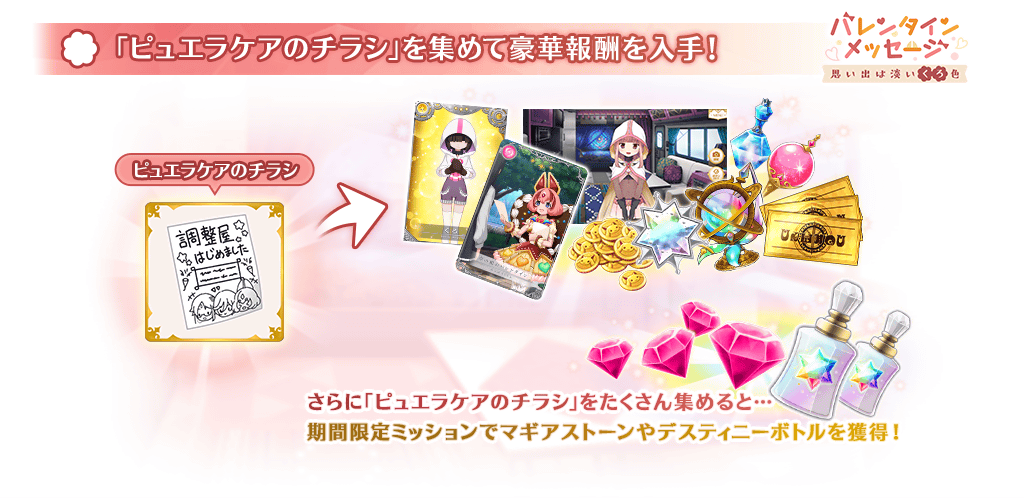 「ピュエラケアのチラシ」を集めて豪華報酬を入手！
バレンタイン
メッセージ
思い出は淡いくろ色
ピュエラケアのチラシ
調整屋
はじめました
くろ
さらに「ピュエラケアのチラシ」をたくさん集めると…
期間限定ミッションでマギアストーンやデスティニーボトルを獲得！